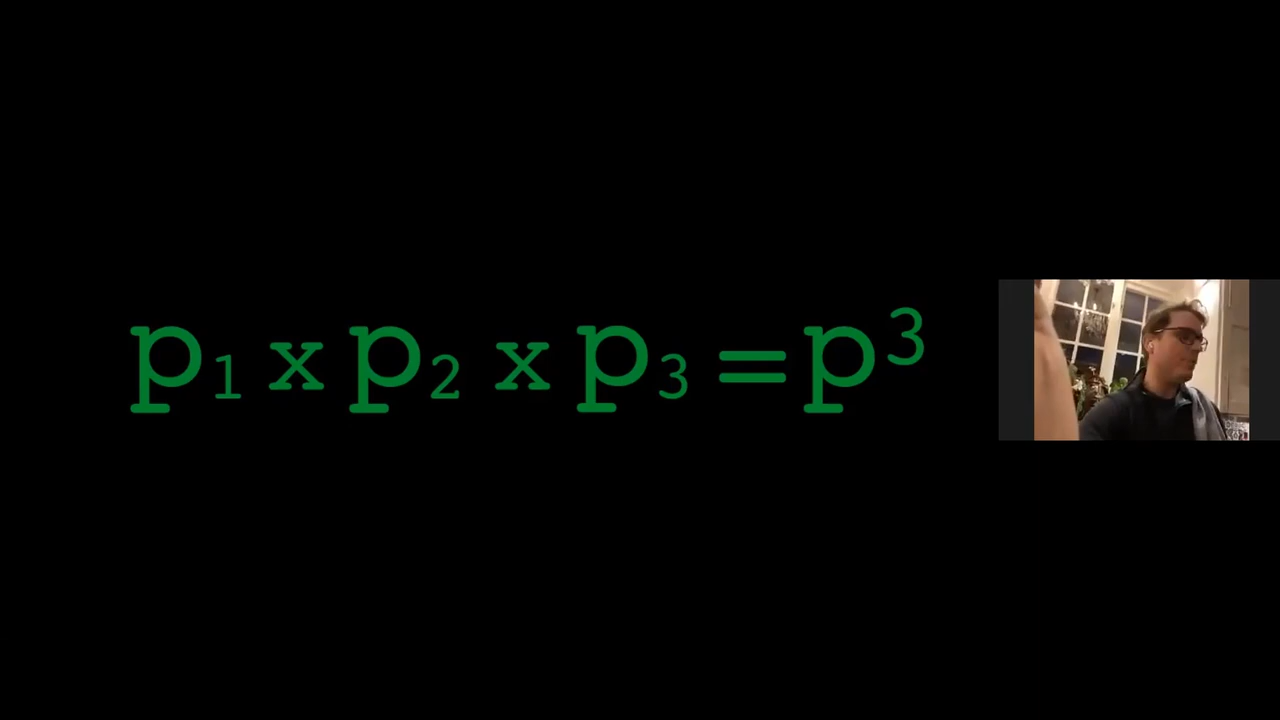 p₁ x p₂ x p₃ = p³